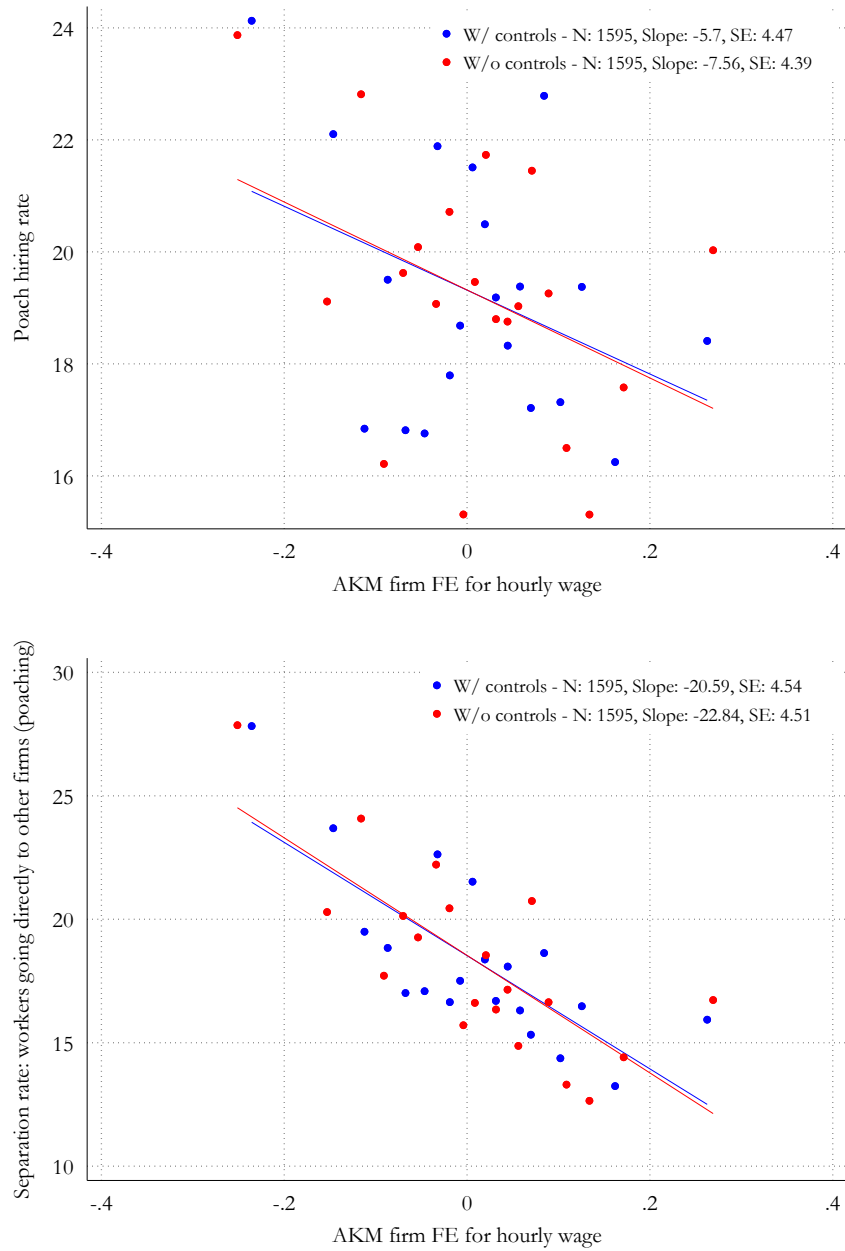 24
22
20
18
16
Poach hiring rate
W/ controls - N: 1595, Slope: -5.7, SE: 4.47
W/o controls - N: 1595, Slope: -7.56, SE: 4.39
-.4 -.2 0 .2 .4
AKM firm FE for hourly wage
30
25
20
15
10
Separation rate: workers going directly to other firms (poaching)
W/ controls - N: 1595, Slope: -20.59, SE: 4.54
W/o controls - N: 1595, Slope: -22.84, SE: 4.51
-.4 -.2 0 .2 .4
AKM firm FE for hourly wage